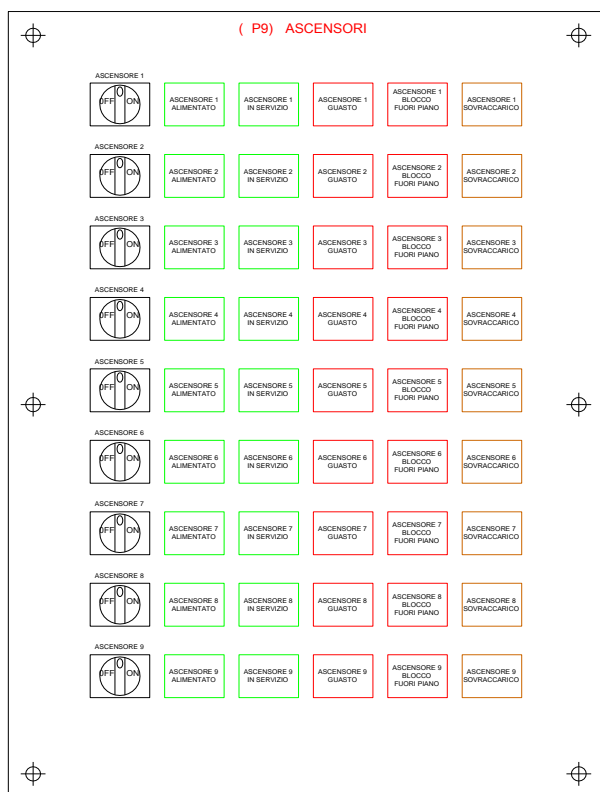 ( P9) ASCENSORI
ASCENSORE 1
OFF ON
ASCENSORE 1
ALIMENTATO
ASCENSORE 1
IN SERVIZIO
ASCENSORE 1
GUASTO
ASCENSORE 1
BLOCCO
FUORI PIANO
ASCENSORE 1
SOVRACCARICO
ASCENSORE 2
OFF ON
ASCENSORE 2
ALIMENTATO
ASCENSORE 2
IN SERVIZIO
ASCENSORE 2
GUASTO
ASCENSORE 2
BLOCCO
FUORI PIANO
ASCENSORE 2
SOVRACCARICO
ASCENSORE 3
OFF ON
ASCENSORE 3
ALIMENTATO
ASCENSORE 3
IN SERVIZIO
ASCENSORE 3
GUASTO
ASCENSORE 3
BLOCCO
FUORI PIANO
ASCENSORE 3
SOVRACCARICO
ASCENSORE 4
OFF ON
ASCENSORE 4
ALIMENTATO
ASCENSORE 4
IN SERVIZIO
ASCENSORE 4
GUASTO
ASCENSORE 4
BLOCCO
FUORI PIANO
ASCENSORE 4
SOVRACCARICO
ASCENSORE 5
OFF ON
ASCENSORE 5
ALIMENTATO
ASCENSORE 5
IN SERVIZIO
ASCENSORE 5
GUASTO
ASCENSORE 5
BLOCCO
FUORI PIANO
ASCENSORE 5
SOVRACCARICO
ASCENSORE 6
OFF ON
ASCENSORE 6
ALIMENTATO
ASCENSORE 6
IN SERVIZIO
ASCENSORE 6
GUASTO
ASCENSORE 6
BLOCCO
FUORI PIANO
ASCENSORE 6
SOVRACCARICO
ASCENSORE 7
OFF ON
ASCENSORE 7
ALIMENTATO
ASCENSORE 7
IN SERVIZIO
ASCENSORE 7
GUASTO
ASCENSORE 7
BLOCCO
FUORI PIANO
ASCENSORE 7
SOVRACCARICO
ASCENSORE 8
OFF ON
ASCENSORE 8
ALIMENTATO
ASCENSORE 8
IN SERVIZIO
ASCENSORE 8
GUASTO
ASCENSORE 8
BLOCCO
FUORI PIANO
ASCENSORE 8
SOVRACCARICO
ASCENSORE 9
OFF ON
ASCENSORE 9
ALIMENTATO
ASCENSORE 9
IN SERVIZIO
ASCENSORE 9
GUASTO
ASCENSORE 9
BLOCCO
FUORI PIANO
ASCENSORE 9
SOVRACCARICO